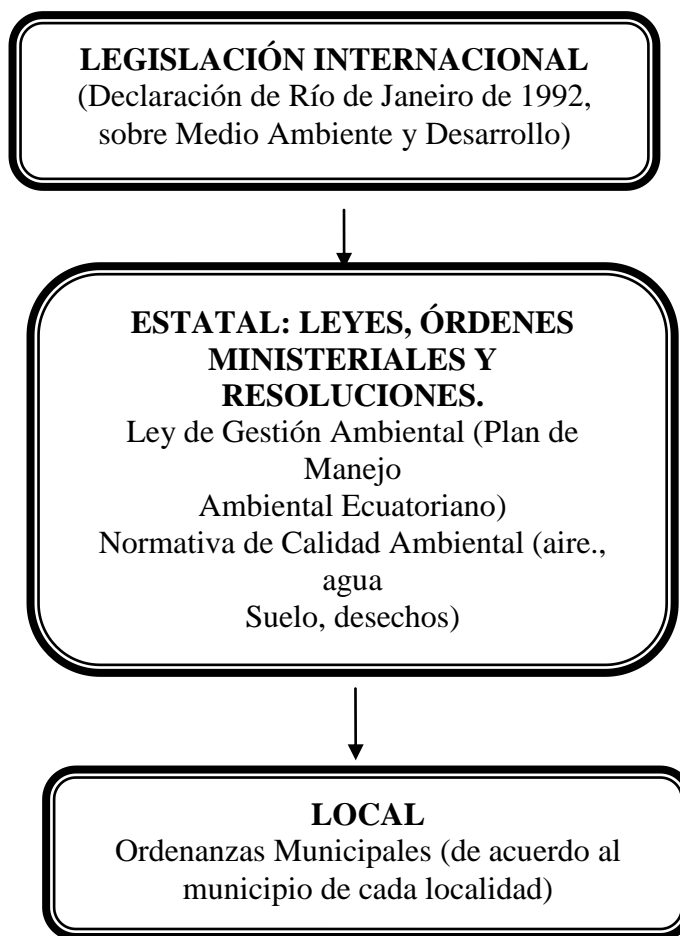 LEGISLACIÓN INTERNACIONAL
(Declaración de Río de Janeiro de 1992,
sobre Medio Ambiente y Desarrollo)
ESTATAL: LEYES, ÓRDENES
MINISTERIALES Y
RESOLUCIONES.
Ley de Gestión Ambiental (Plan de
Manejo
Ambiental Ecuatoriano)
Normativa de Calidad Ambiental (aire.,
agua
Suelo, desechos)
LOCAL
Ordenanzas Municipales (de acuerdo al
municipio de cada localidad)